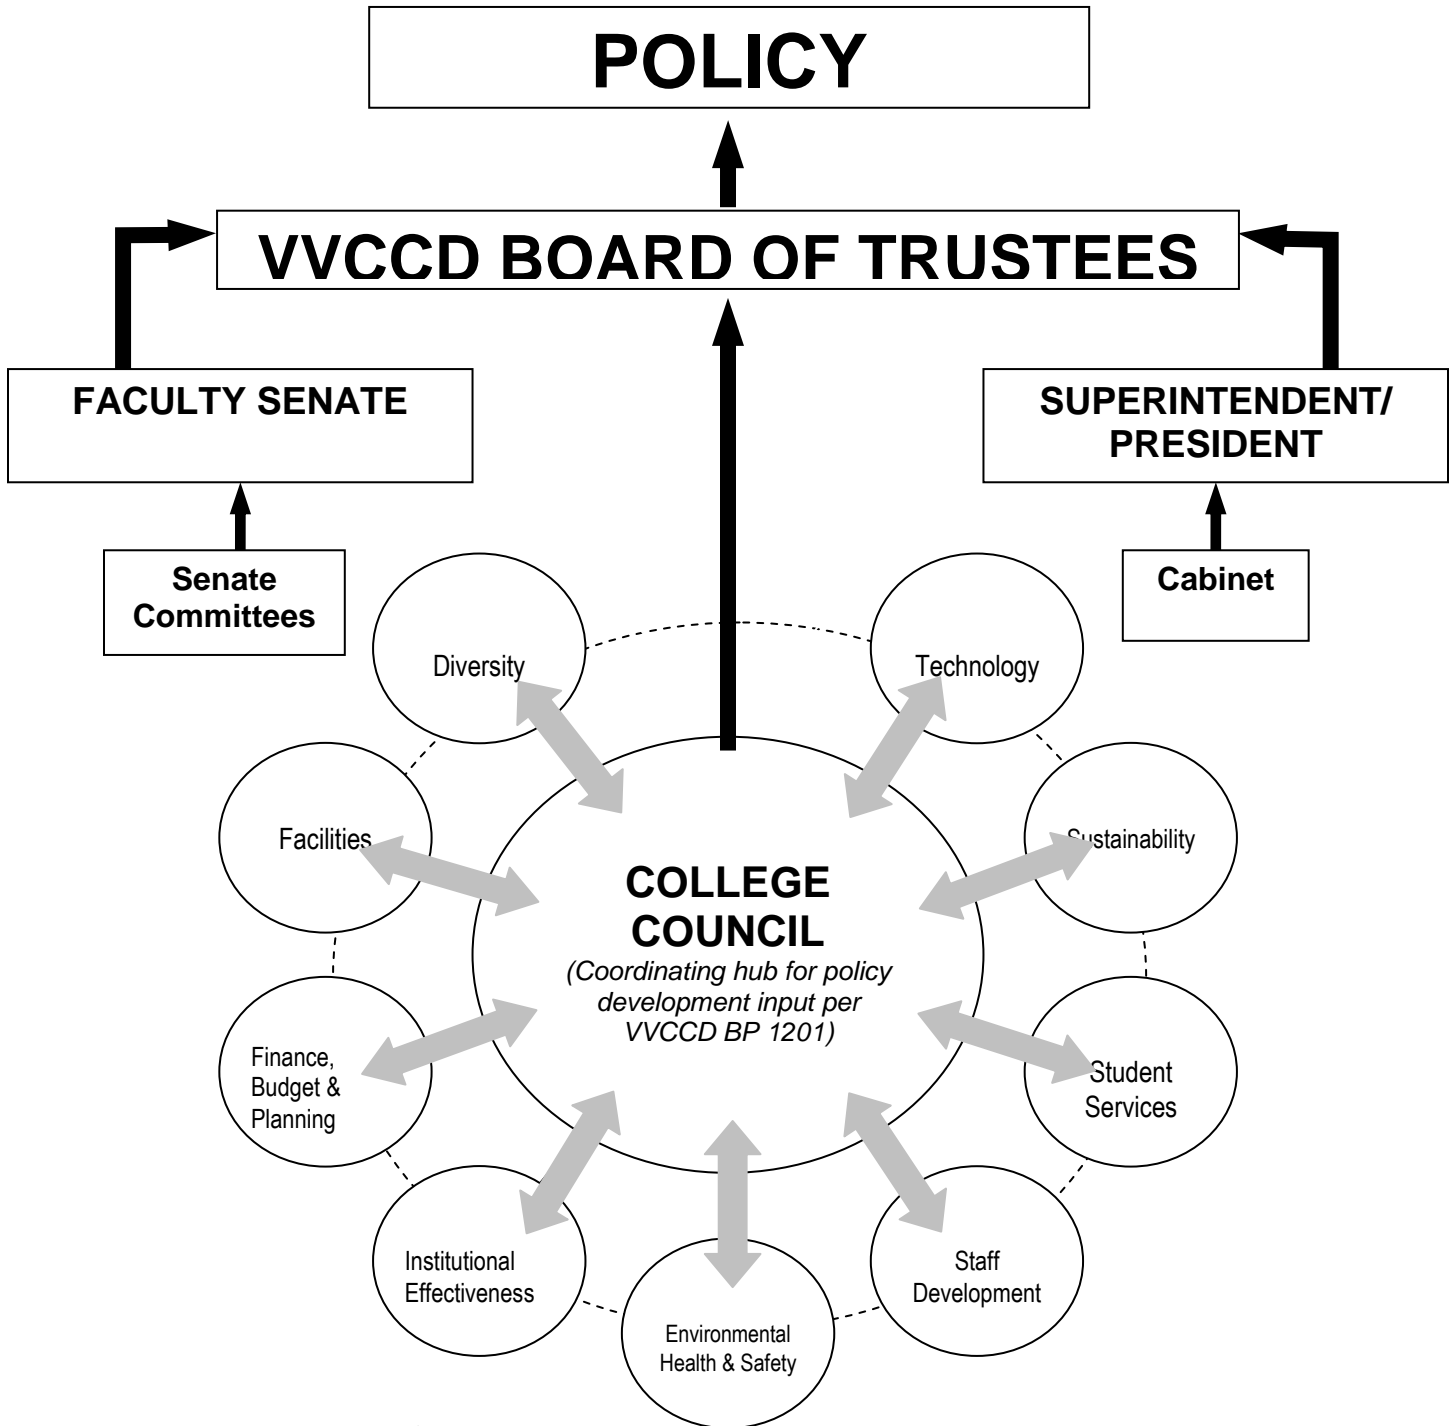 POLICY
VVCCD BOARD OF TRUSTEES
FACULTY SENATE
SUPERINTENDENT/
PRESIDENT
Senate
Committees
Cabinet
Diversity
Technology
Facilities
Sustainability
COLLEGE
COUNCIL
(Coordinating hub for policy
development input per
VVCCD BP 1201)
Finance,
Budget &
Planning
Student
Services
Institutional
Effectiveness
Staff
Development
Environmental
Health & Safety